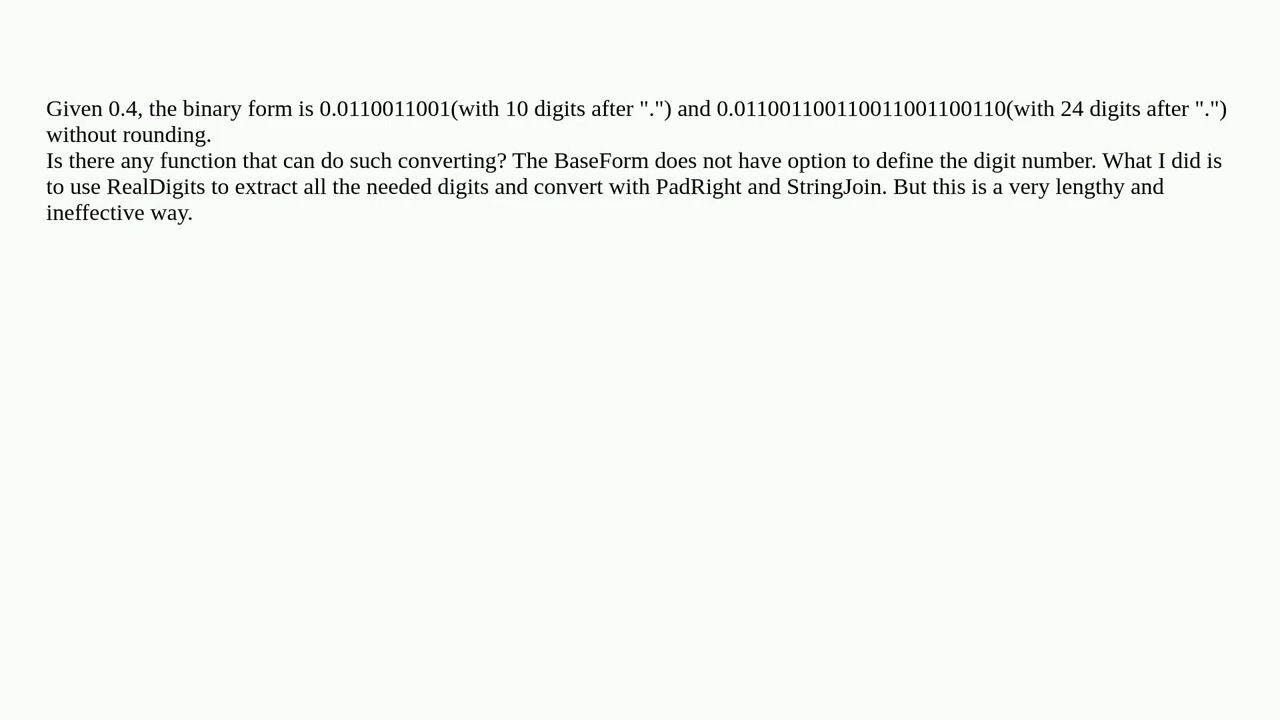 Given 0.4, the binary form is 0.0110011001(with 10 digits after ".") and 0.011001100110011001100110(with 24 digits after ".")
without rounding.
Is there any function that can do such converting? The BaseForm does not have option to define the digit number. What I did is
to use RealDigits to extract all the needed digits and convert with PadRight and StringJoin. But this is a very lengthy and
ineffective way.